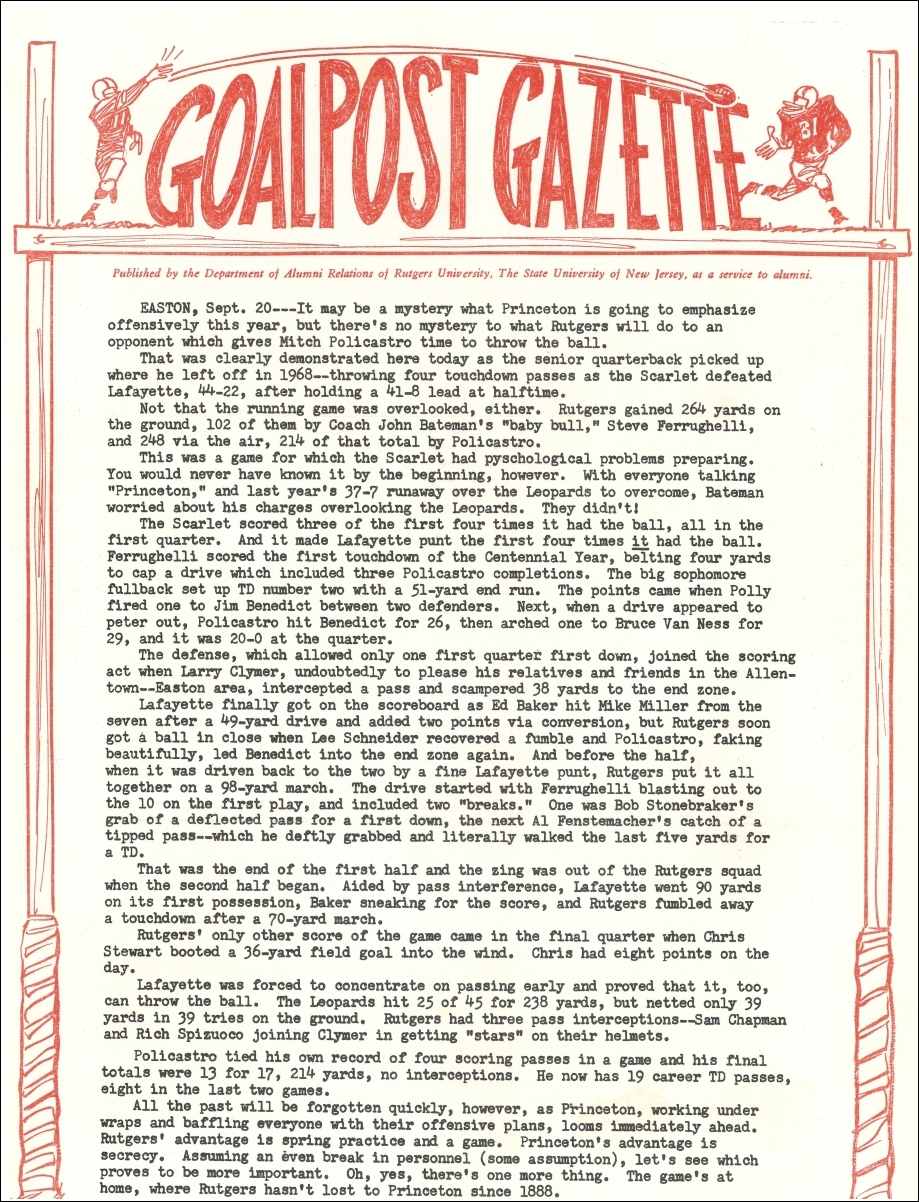 GOALPOST GAZETTE
81
Published by the Department of Alumni Relations of Rutgers University, The State University of New Jersey, as a service to alumni.
EASTON, Sept. 20---It may be a mystery what Princeton is going to emphasize
offensively this year, but there's no mystery to what Rutgers will do to an
opponent which gives Mitch Policastro time to throw the ball.
That was clearly demonstrated here today as the senior quarterback picked up
where he left off in 1968--throwing four touchdown passes as the Scarlet defeated
Lafayette, 44-22, after holding a 41-8 lead at halftime.
Not that the running game was overlooked, either. Rutgers gained 264 yards on
the ground, 102 of them by Coach John Bateman's "baby bull," Steve Ferrughelli,
and 248 via the air, 214 of that total by Policastro.
This was a game for which the Scarlet had pyschological problems preparing.
You would never have known it by the beginning, however. With everyone talking
"Princeton," and last year's 37-7 runaway over the Leopards to overcome, Bateman
worried about his charges overlooking the Leopards. They didn't!
The Scarlet scored three of the first four times it had the ball, all in the
first quarter. And it made Lafayette punt the first four times it had the ball.
Ferrughelli scored the first touchdown of the Centennial Year, belting four yards
to cap a drive which included three Policastro completions. The big sophomore
fullback set up TD number two with a 51-yard end run. The points came when Polly
fired one to Jim Benedict between two defenders. Next, when a drive appeared to
peter out, Policastro hit Benedict for 26, then arched one to Bruce Van Ness for
29, and it was 20-0 at the quarter.
The defense, which allowed only one first quarter first down, joined the scoring
act when Larry Clymer, undoubtedly to please his relatives and friends in the Allen-
town--Easton area, intercepted a pass and scampered 38 yards to the end zone.
Lafayette finally got on the scoreboard as Ed Baker hit Mike Miller from the
seven after a 49-yard drive and added two points via conversion, but Rutgers soon
got a ball in close when Lee Schneider recovered a fumble and Policastro, faking
beautifully, led Benedict into the end zone again. And before the half,
when it was driven back to the two by a fine Lafayette punt, Rutgers put it all
together on a 98-yard march. The drive started with Ferrughelli blasting out to
the 10 on the first play, and included two "breaks." One was Bob Stonebraker's
grab of a deflected pass for a first down, the next Al Fenstemacher's catch of a
tipped pass--which he deftly grabbed and literally walked the last five yards for
a TD.
That was the end of the first half and the zing was out of the Rutgers squad
when the second half began. Aided by pass interference, Lafayette went 90 yards
on its first possession, Baker sneaking for the score, and Rutgers fumbled away
a touchdown after a 70-yard march.
Rutgers' only other score of the game came in the final quarter when Chris
Stewart booted a 36-yard field goal into the wind. Chris had eight points on the
day.
Lafayette was forced to concentrate on passing early and proved that it, too,
can throw the ball. The Leopards hit 25 of 45 for 238 yards, but netted only 39
yards in 39 tries on the ground. Rutgers had three pass interceptions--Sam Chapman
and Rich Spizuoco joining Clymer in getting "stars" on their helmets.
Policastro tied his own record of four scoring passes in a game and his final
totals were 13 for 17, 214 yards, no interceptions. He now has 19 career TD passes,
eight in the last two games.
All the past will be forgotten quickly, however, as Princeton, working under
wraps and baffling everyone with their offensive plans, looms immediately ahead.
Rutgers' advantage is spring practice and a game. Princeton's advantage is
secrecy. Assuming an even break in personnel (some assumption), let's see which
proves to be more important. Oh, yes, there's one more thing. The game's at
home, where Rutgers hasn't lost to Princeton since 1888.